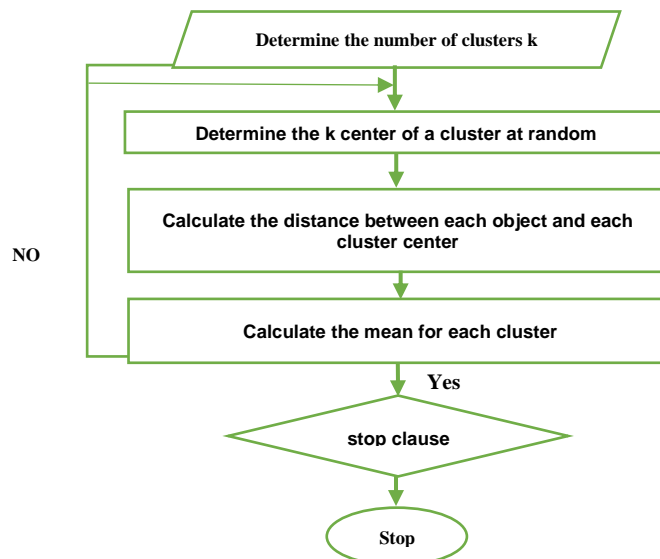 Determine the number of clusters k
Determine the k center of a cluster at random
Calculate the distance between each object and each
cluster center
NO
Calculate the mean for each cluster
Yes
stop clause
Stop